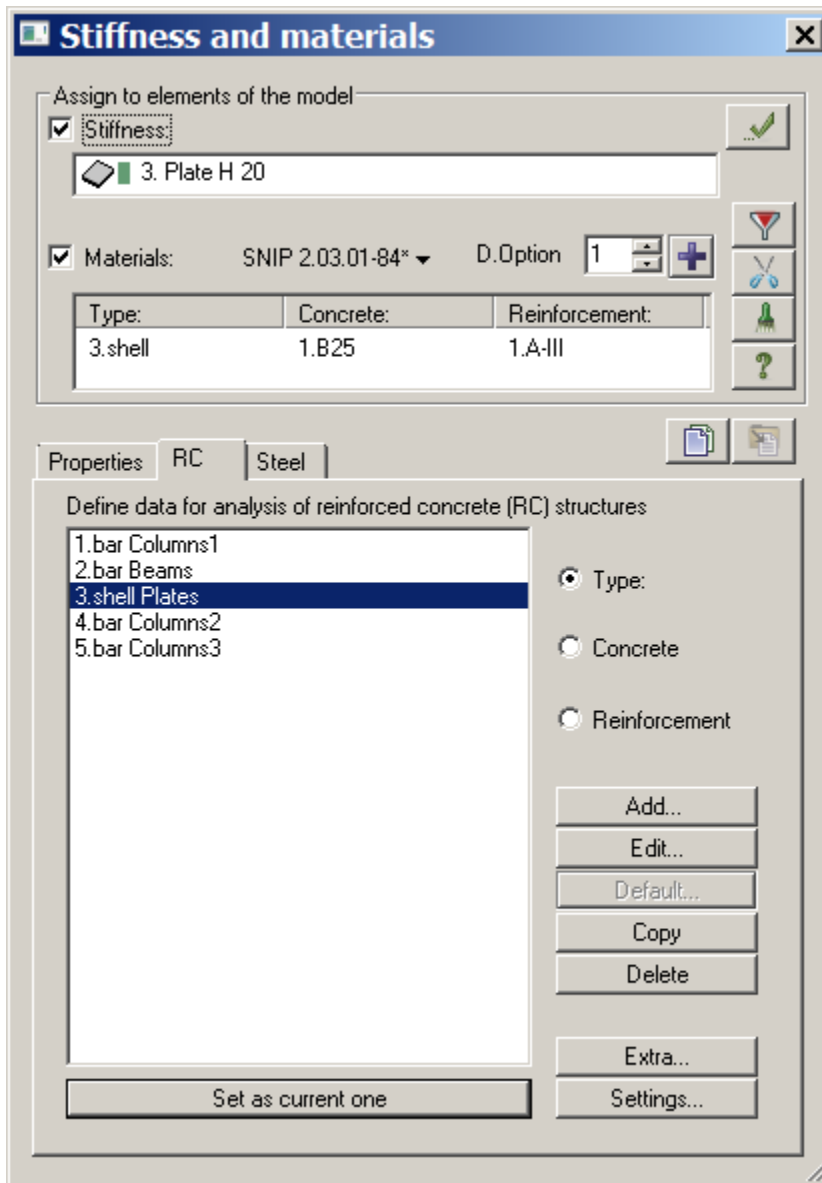 Stiffness and materials
Assign to elements of the model
Stiffness:
3. Plate H 20
Materials: SNIP 2.03.01-84* D.Option 1
Type: Concrete: Reinforcement:
3.shell 1.B25 1.A-III
Properties RC Steel
Define data for analysis of reinforced concrete (RC) structures
1.bar Columns1
2.bar Beams
3.shell Plates
4.bar Columns2
5.bar Columns3
Type:
Concrete
Reinforcement
Add...
Edit...
Default...
Copy
Delete
Extra...
Set as current one
Settings...